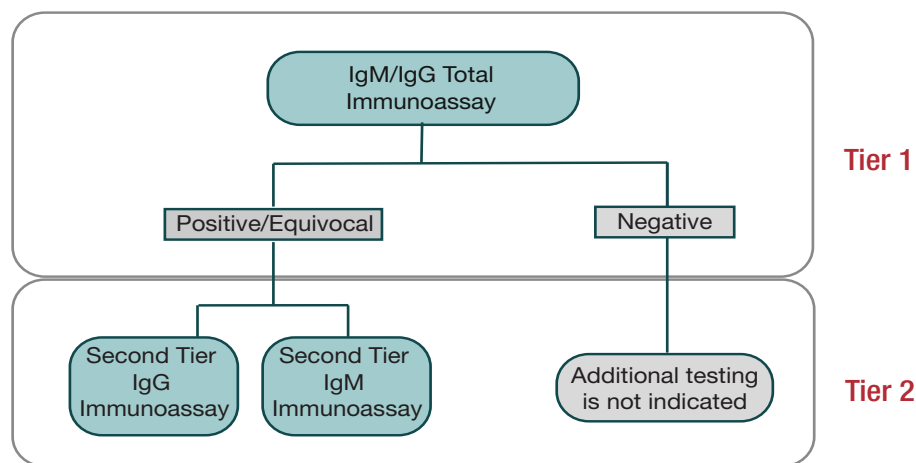 IgM/IgG Total
Immunoassay
Tier 1
Positive/Equivocal
Negative
Second Tier
IgG
Immunoassay
Second Tier
IgM
Immunoassay
Additional testing
is not indicated
Tier 2